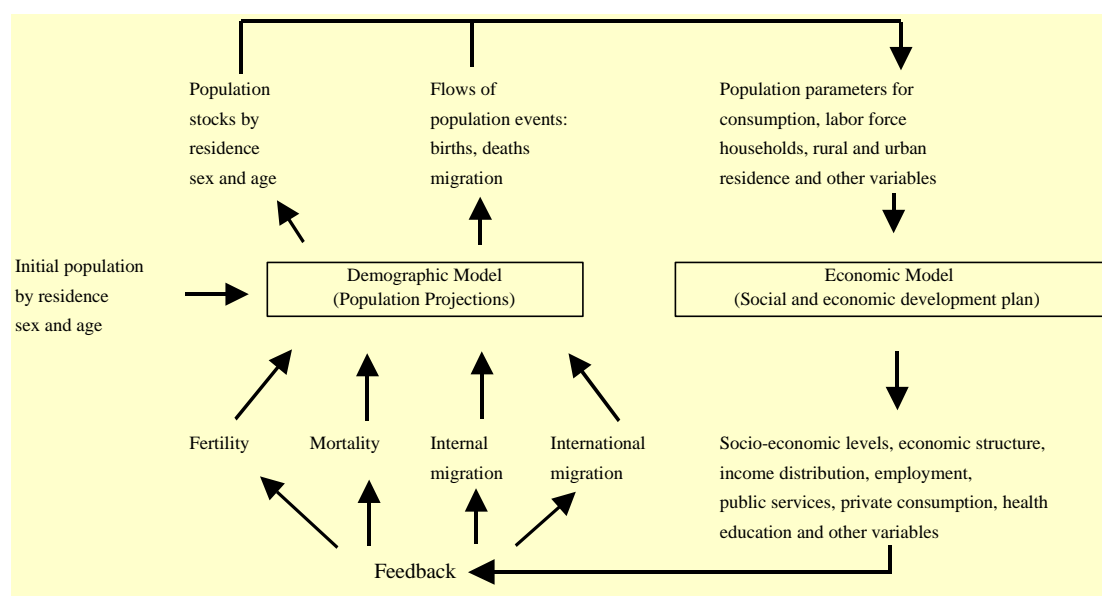 Population
stocks by
residence
sex and age
Flows of
population events:
births, deaths
migration
Population parameters for
consumption, labor force
households, rural and urban
residence and other variables
Initial population
by residence
sex and age
Demographic Model
(Population Projections)
Economic Model
(Social and economic development plan)
Fertility
Mortality
Internal
migration
International
migration
Socio-economic levels, economic structure,
income distribution, employment,
public services, private consumption, health
education and other variables
Feedback